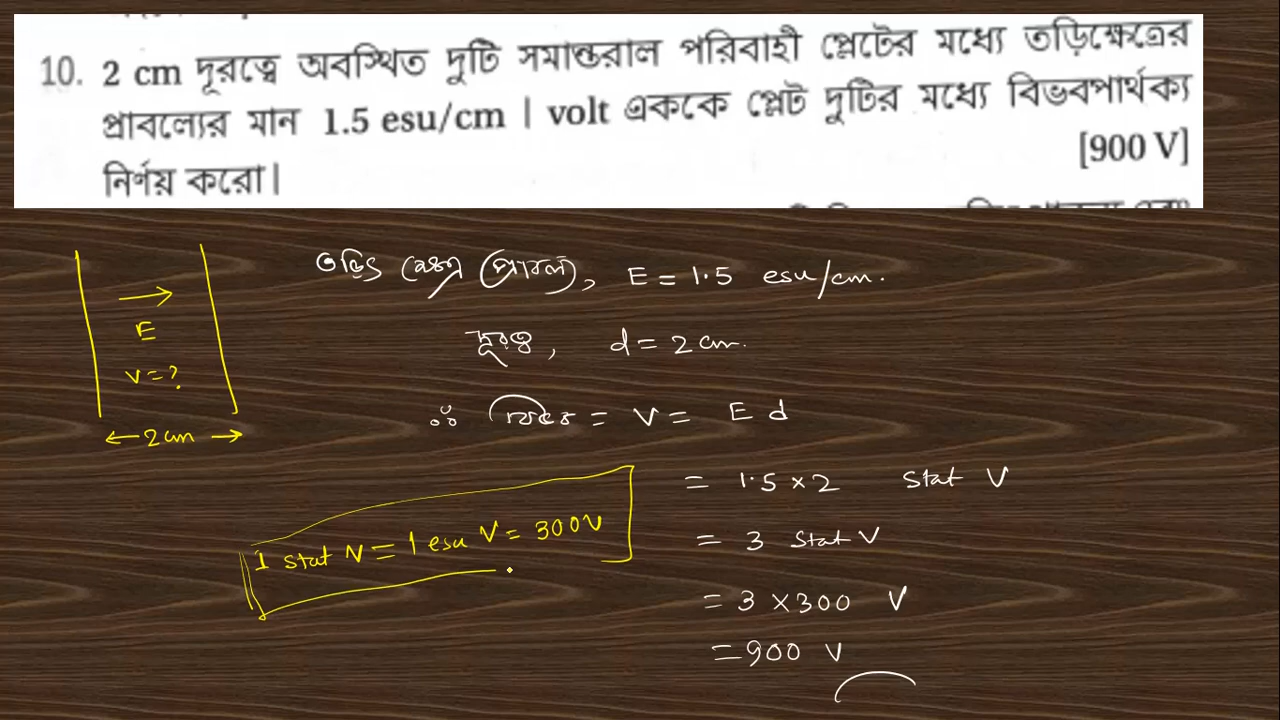 10. 2 cm দূরত্বে অবস্থিত দুটি সমান্তরাল পরিবাহী প্লেটের মধ্যে তড়িৎক্ষেত্রের
প্রাবল্যের মান 1.5 esu/cm | volt এককে প্লেট দুটির মধ্যে বিভবপার্থক্য
নির্ণয় করো। [900 V]
E
V = ?
← 2 cm →
তড়িৎ ক্ষেত্র প্রাবল্য, E = 1.5 esu/cm.
দূরত্ব, d = 2 cm.
∴ = V = E d
= 1.5 × 2 Stat V
= 3 Stat V
= 3 × 300 V
= 900 V
1 stat V = 1 esu V = 300V